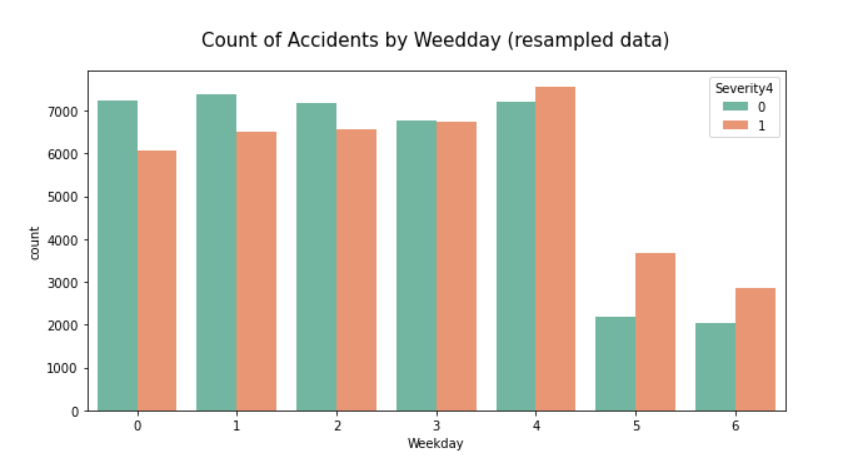 Count of Accidents by Weedday (resampled data)
Severity4
0
1
7000
6000
5000
4000
3000
2000
1000
0
count
0 1 2 3 4 5 6
Weekday